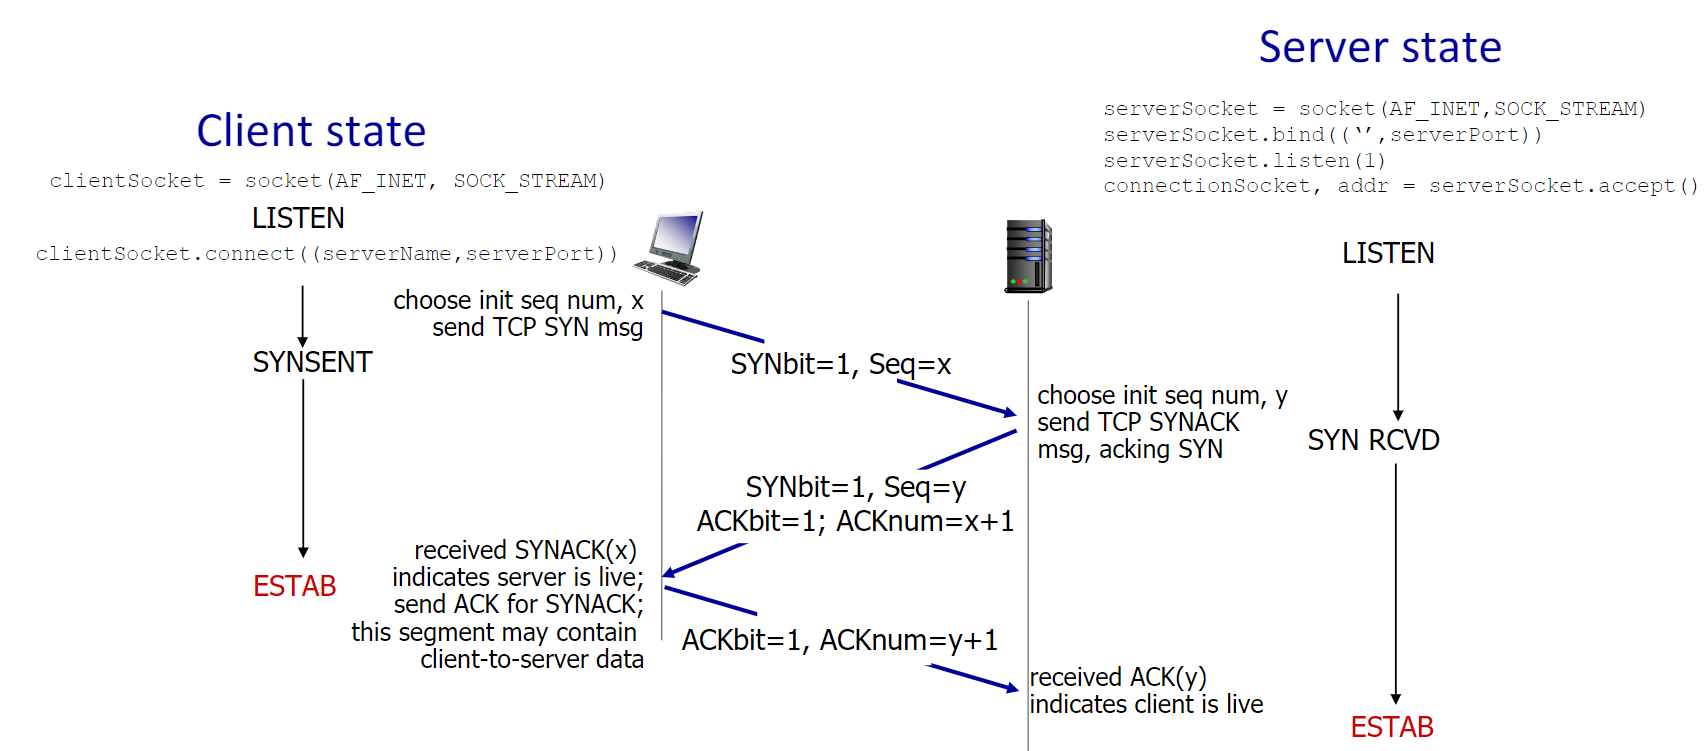 Client state
clientSocket = socket(AF_INET, SOCK_STREAM)
LISTEN
clientSocket.connect((serverName,serverPort))
SYNSENT
ESTAB
choose init seq num, x
send TCP SYN msg
SYNbit=1, Seq=x
SYNbit=1, Seq=y
ACKbit=1; ACKnum=x+1
received SYNACK(x)
indicates server is live;
send ACK for SYNACK;
this segment may contain
client-to-server data
ACKbit=1, ACKnum=y+1
Server state
serverSocket = socket(AF_INET,SOCK_STREAM)
serverSocket.bind((‘’,serverPort))
serverSocket.listen(1)
connectionSocket, addr = serverSocket.accept()
LISTEN
choose init seq num, y
send TCP SYNACK
msg, acking SYN
SYN RCVD
received ACK(y)
indicates client is live
ESTAB